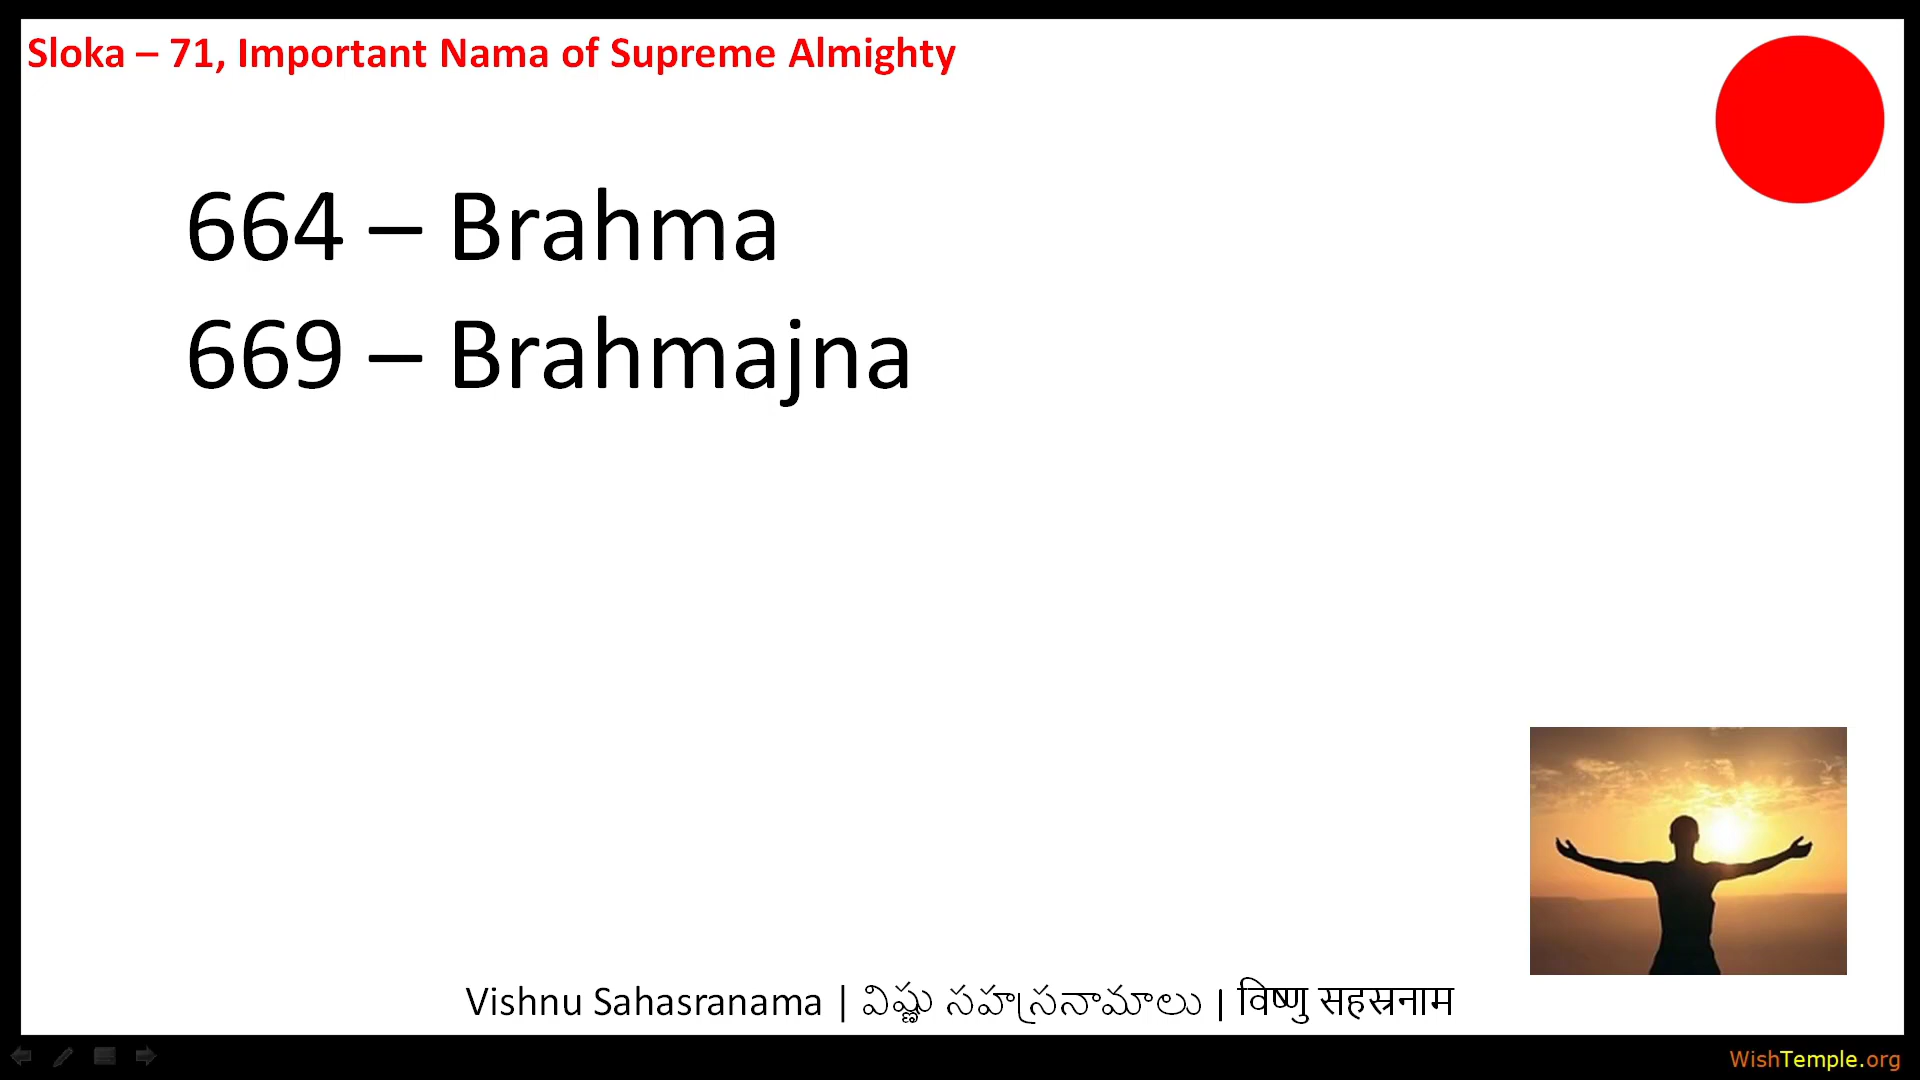 Sloka – 71, Important Nama of Supreme Almighty
664 – Brahma
669 – Brahmajna
Vishnu Sahasranama | విష్ణు సహస్రనామాలు | विष्णु सहस्रनाम
WishTemple.org